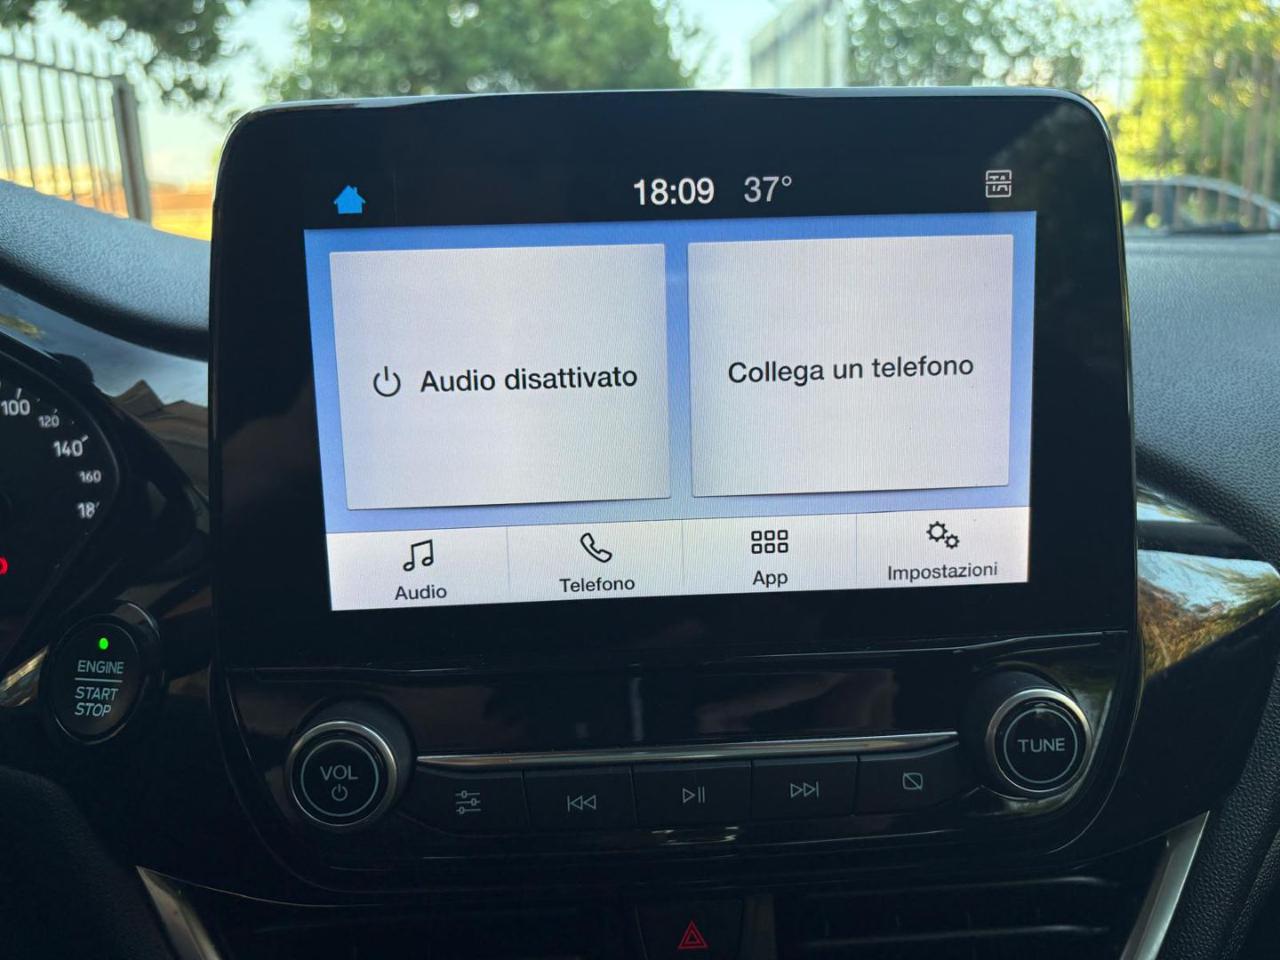 18:09 37°
TA
Audio disattivato
Collega un telefono
Audio
Telefono
App
Impostazioni
100
120
140
160
ENGINE
START
STOP
VOL
TUNE